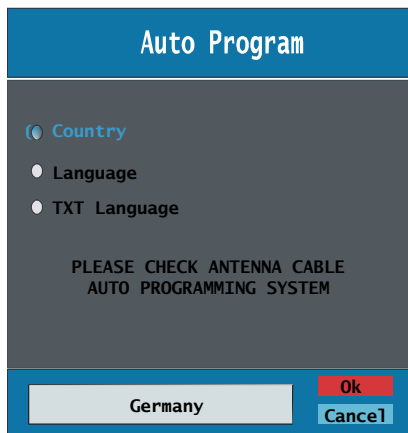 Auto Program
Country
Language
TXT Language
PLEASE CHECK ANTENNA CABLE
AUTO PROGRAMMING SYSTEM
Germany
Ok
Cancel